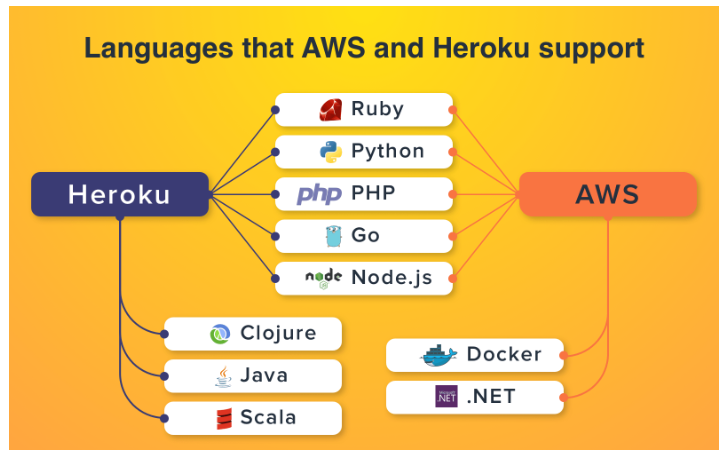 Languages that AWS and Heroku support
Ruby
Python
Heroku
php PHP
AWS
Go
node Node.js
Clojure
Docker
Java
.NET .NET
Scala